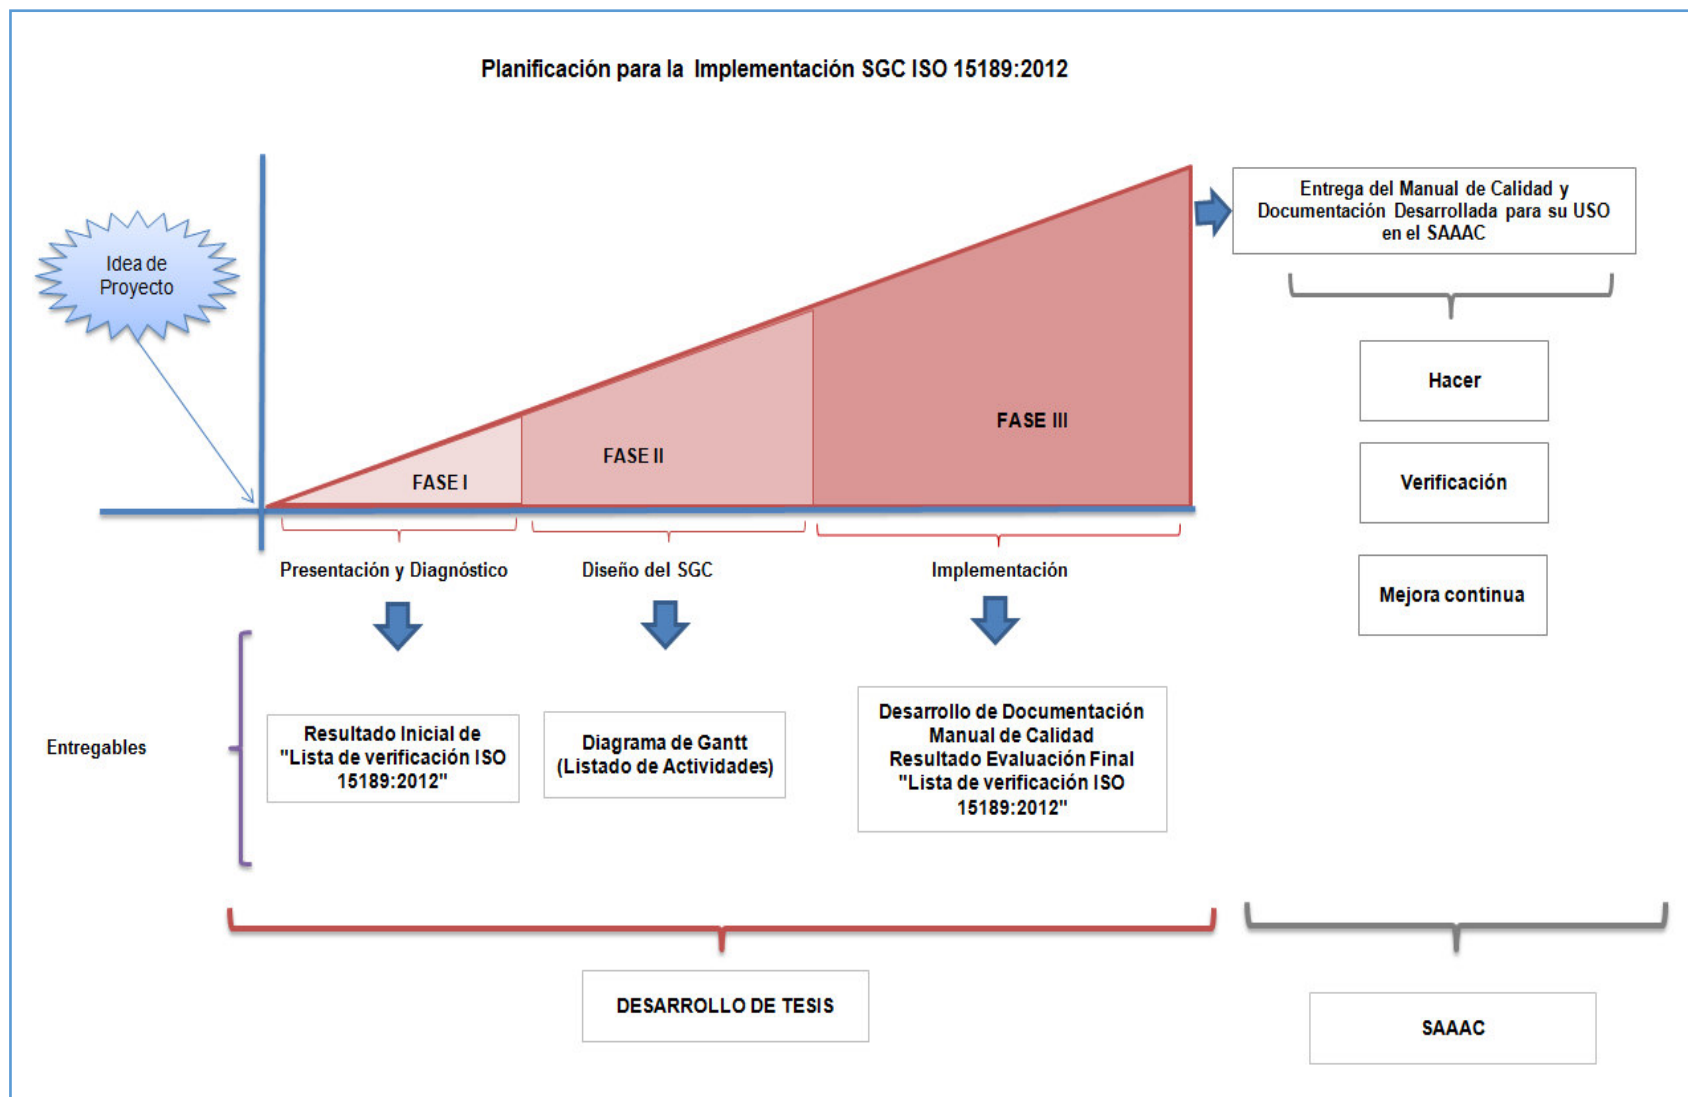 Planificación para la Implementación SGC ISO 15189:2012
Idea de
Proyecto
Entrega del Manual de Calidad y
Documentación Desarrollada para su USO
en el SAAAC
Hacer
Verificación
Mejora continua
FASE I
FASE II
FASE III
Presentación y Diagnóstico
Diseño del SGC
Implementación
Entregables
Resultado Inicial de
"Lista de verificación ISO
15189:2012"
Diagrama de Gantt
(Listado de Actividades)
Desarrollo de Documentación
Manual de Calidad
Resultado Evaluación Final
"Lista de verificación ISO
15189:2012"
DESARROLLO DE TESIS
SAAAC